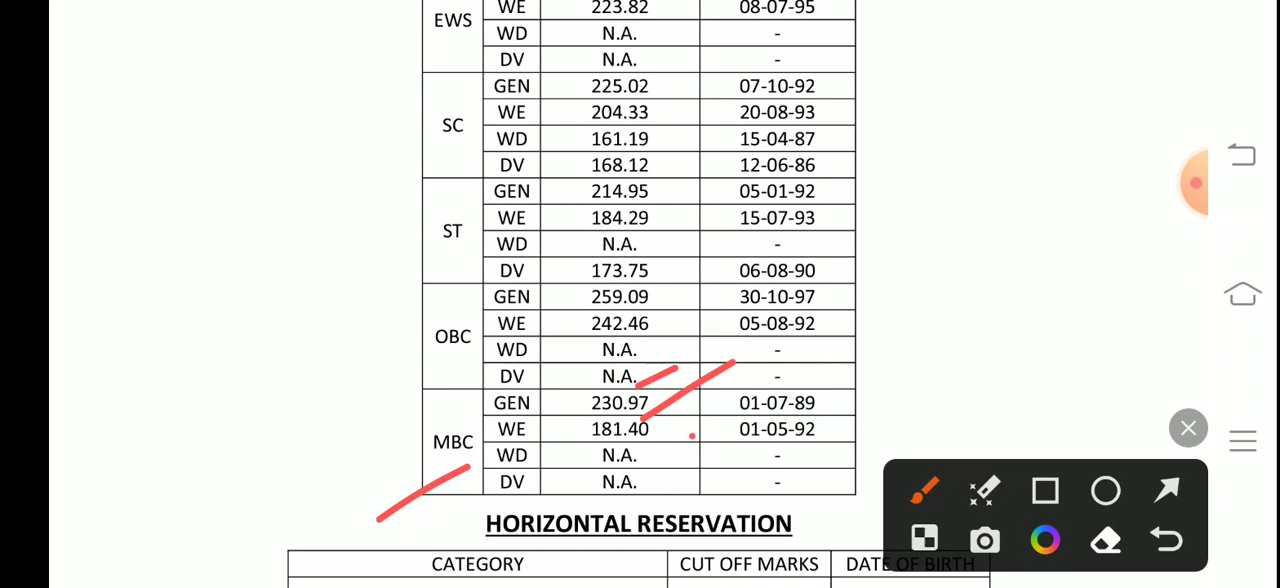 EWS WE 223.82 08-07-95
WD N.A. -
DV N.A. -
SC GEN 225.02 07-10-92
WE 204.33 20-08-93
WD 161.19 15-04-87
DV 168.12 12-06-86
ST GEN 214.95 05-01-92
WE 184.29 15-07-93
WD N.A. -
DV 173.75 06-08-90
OBC GEN 259.09 30-10-97
WE 242.46 05-08-92
WD N.A. -
DV N.A. -
MBC GEN 230.97 01-07-89
WE 181.40 01-05-92
WD N.A. -
DV N.A. -
HORIZONTAL RESERVATION
CATEGORY CUT OFF MARKS DATE OF BIRTH